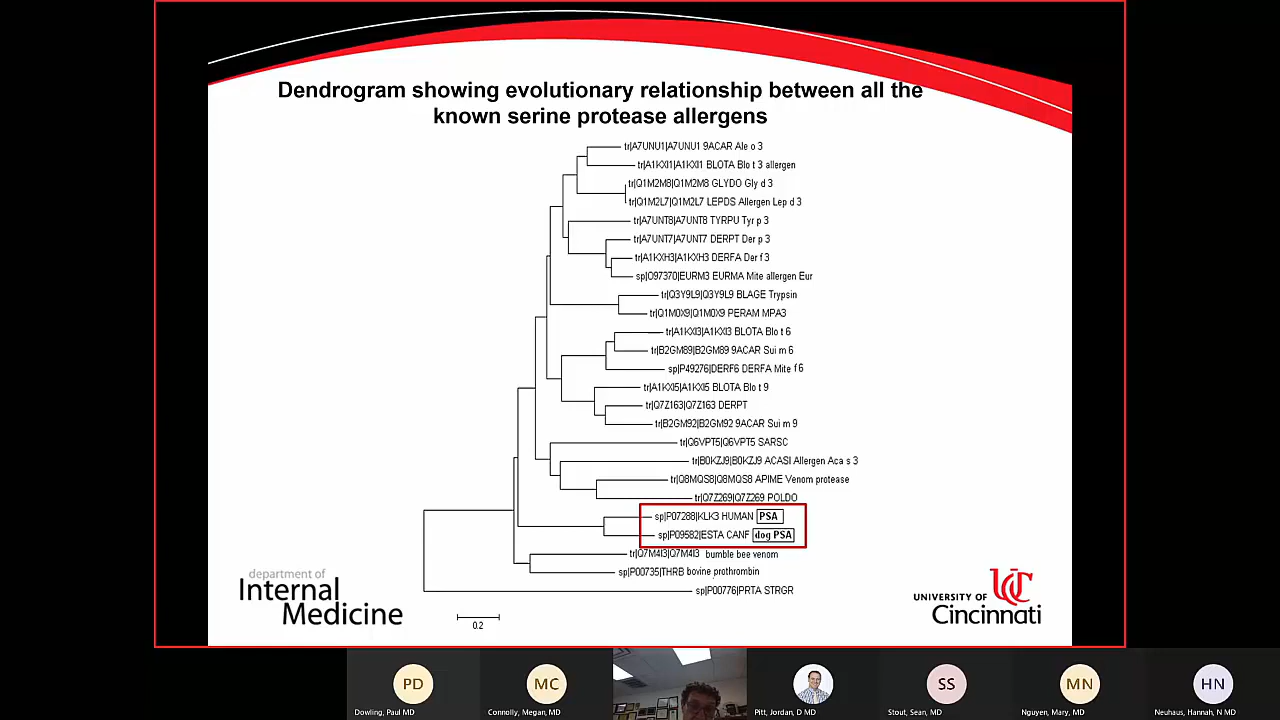 Dendrogram showing evolutionary relationship between all the
known serine protease allergens
tr|A7UNU1|A7UNU1 9ACAR Ale o 3
tr|A1KXI1|A1KXI1 BLOTA Blo t 3 allergen
tr|Q1M2M8|Q1M2M8 GLYDO Gly d 3
tr|Q1M2L7|Q1M2L7 LEPDS Allergen Lep d 3
tr|A7UNT8|A7UNT8 TYRPU Tyr p 3
tr|A7UNT7|A7UNT7 DERPT Der p 3
tr|A1KXH3|A1KXH3 DERFA Der f 3
sp|O97370|EURM3 EURMA Mite allergen Eur
tr|Q3Y9L9|Q3Y9L9 BLAGE Trypsin
tr|Q1M0X9|Q1M0X9 PERAM MPA3
tr|A1KXI3|A1KXI3 BLOTA Blo t 6
tr|B2GM89|B2GM89 9ACAR Sui m 6
sp|P49276|DERF6 DERFA Mite f 6
tr|A1KXI5|A1KXI5 BLOTA Blo t 9
tr|Q7Z163|Q7Z163 DERPT
tr|B2GM92|B2GM92 9ACAR Sui m 9
tr|Q6VPT5|Q6VPT5 SARSC
tr|B0KZJ9|B0KZJ9 ACASI Allergen Aca s 3
tr|Q8MQS8|Q8MQS8 APIME Venom protease
tr|Q7Z269|Q7Z269 POLDO
sp|P07288|KLK3 HUMAN PSA
sp|P09582|ESTA CANF dog PSA
tr|Q7M4I3|Q7M4I3 bumble bee venom
sp|P00735|THRB bovine prothrombin
sp|P00776|PRTA STRGR
0.2
department of
Internal
Medicine
UC
UNIVERSITY OF
Cincinnati
PD
MC
SS
MN
HN
Dowling, Paul MD
Connolly, Megan, MD
Pitt, Jordan, D MD
Stout, Sean, MD
Nguyen, Mary, MD
Neuhaus, Hannah, N MD